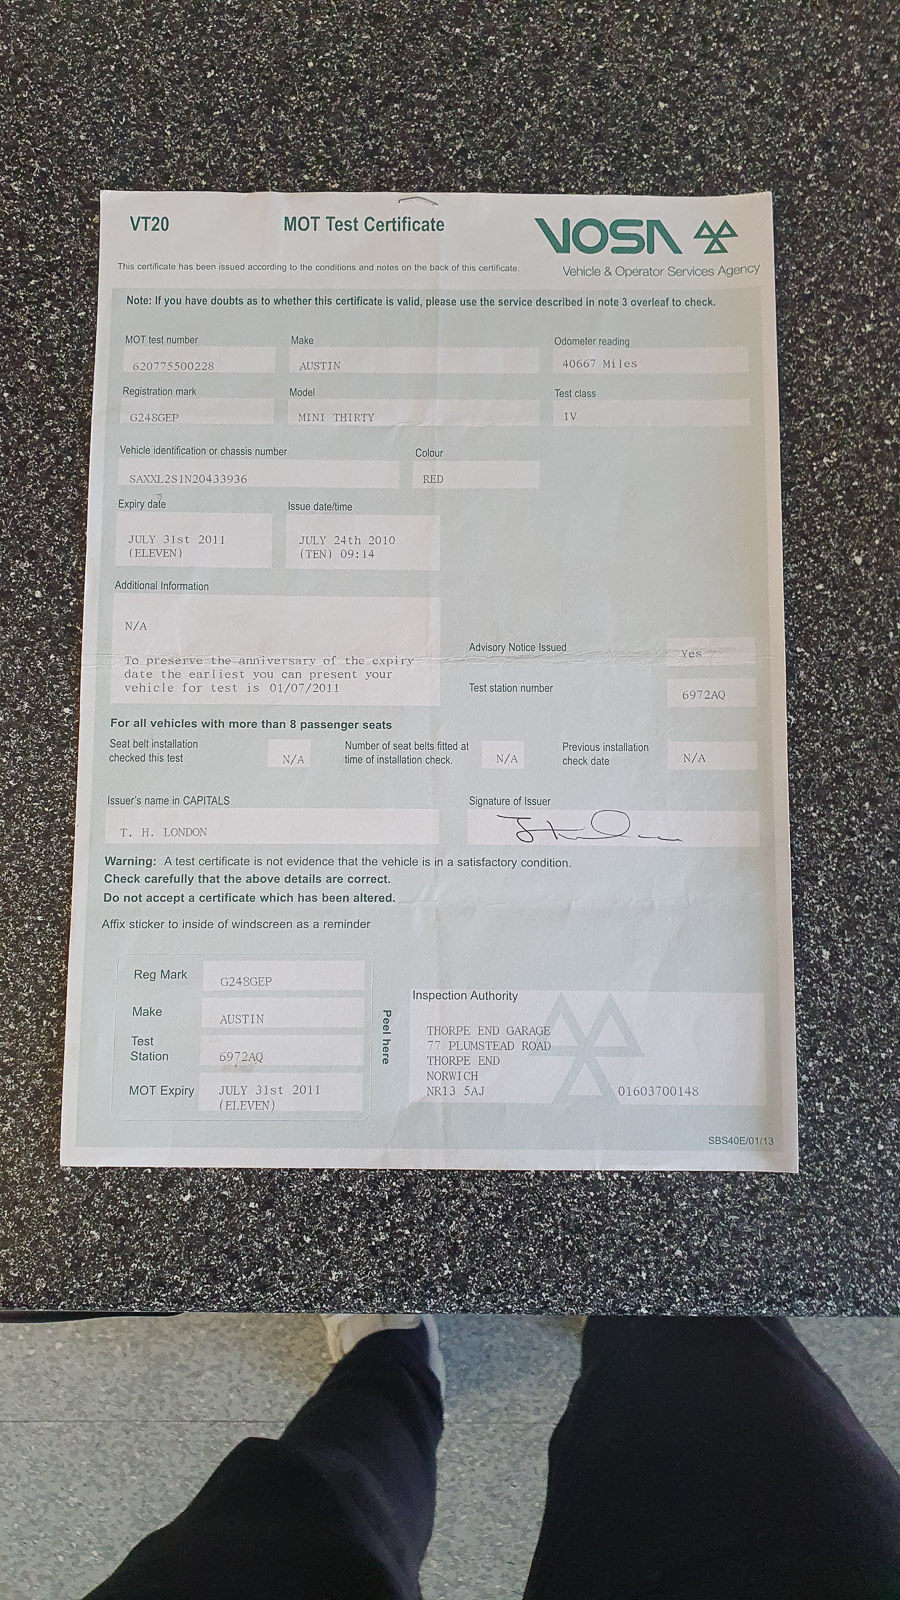 VT20
MOT Test Certificate
VOSA
Vehicle & Operator Services Agency
This certificate has been issued according to the conditions and notes on the back of this certificate.
Note: If you have doubts as to whether this certificate is valid, please use the service described in note 3 overleaf to check.
MOT test number
620775500228
Make
AUSTIN
Odometer reading
40667 Miles
Registration mark
G248GEP
Model
MINI THIRTY
Test class
IV
Vehicle identification or chassis number
SAXXL2S1N20433936
Colour
RED
Expiry date
JULY 31st 2011
(ELEVEN)
Issue date/time
JULY 24th 2010
(TEN) 09:14
Additional Information
N/A
To preserve the anniversary of the expiry
date the earliest you can present your
vehicle for test is 01/07/2011
Advisory Notice Issued
Yes
Test station number
6972AQ
For all vehicles with more than 8 passenger seats
Seat belt installation
checked this test
N/A
Number of seat belts fitted at
time of installation check.
N/A
Previous installation
check date
N/A
Issuer's name in CAPITALS
T. H. LONDON
Signature of Issuer
Warning: A test certificate is not evidence that the vehicle is in a satisfactory condition.
Check carefully that the above details are correct.
Do not accept a certificate which has been altered.
Affix sticker to inside of windscreen as a reminder
Reg Mark
G248GEP
Make
AUSTIN
Test
Station
6972AQ
MOT Expiry
JULY 31st 2011
(ELEVEN)
Peel here
Inspection Authority
THORPE END GARAGE
77 PLUMSTEAD ROAD
THORPE END
NORWICH
NR13 5AJ
01603700148
SBS40E/01/13